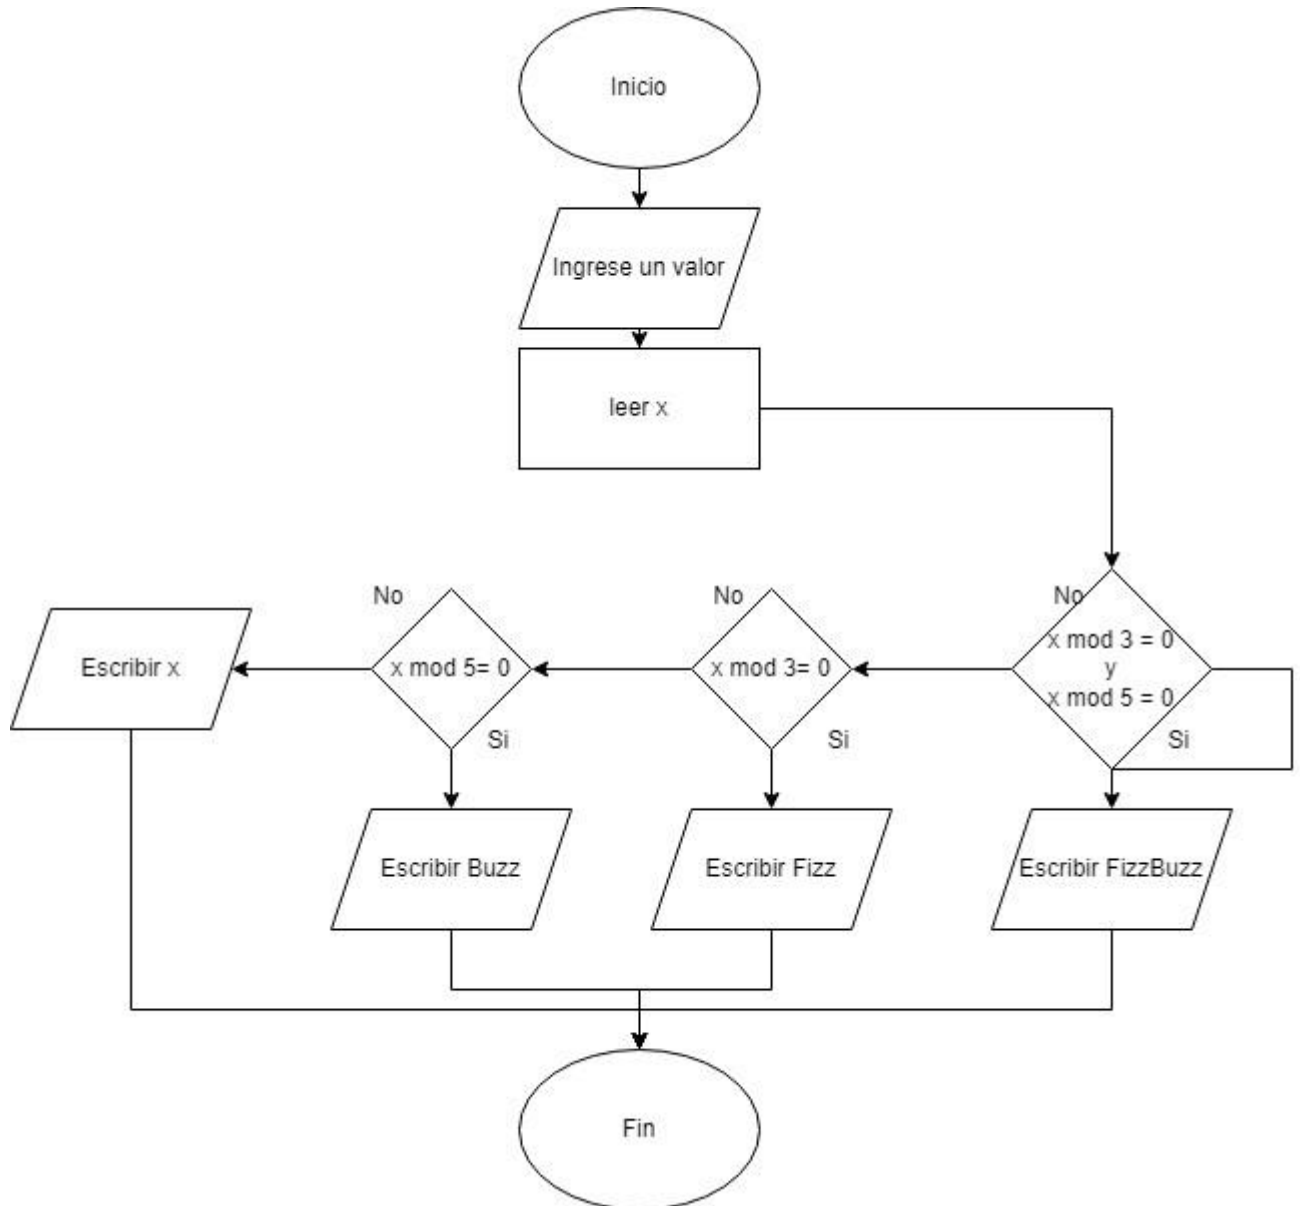 Inicio
Ingrese un valor
leer x
No
No
No
Escribir x
x mod 5= 0
x mod 3= 0
x mod 3 = 0
y
x mod 5 = 0
Si
Si
Si
Escribir Buzz
Escribir Fizz
Escribir FizzBuzz
Fin